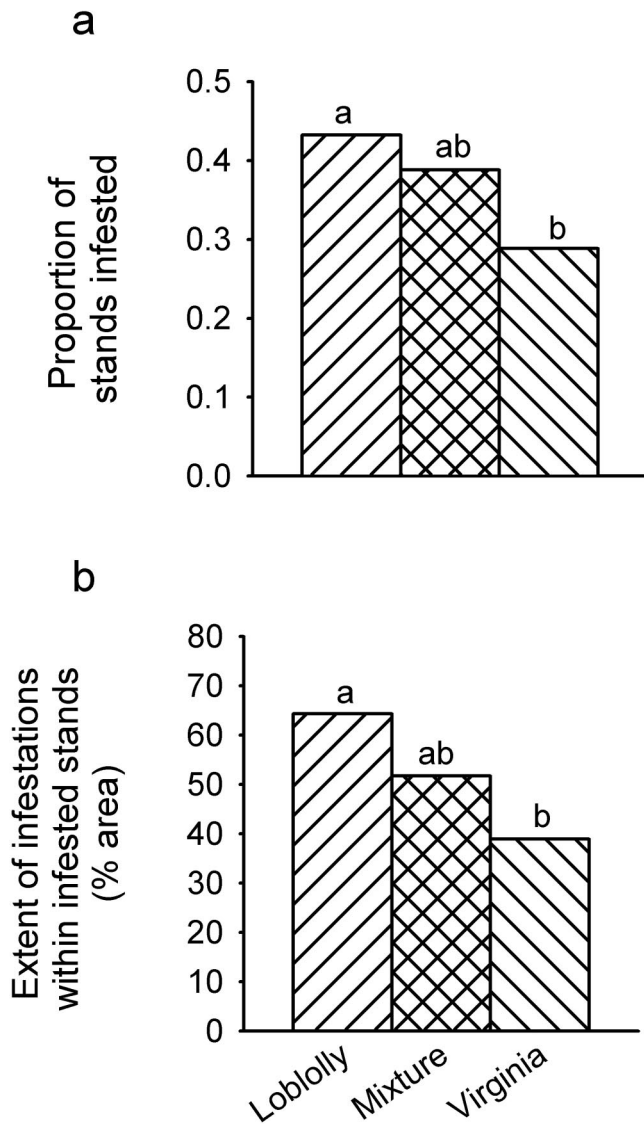 a
Proportion of
stands infested
0.5
0.4
0.3
0.2
0.1
0.0
a
ab
b
b
Extent of infestations
within infested stands
(% area)
80
70
60
50
40
30
20
10
0
a
ab
b
Loblolly
Mixture
Virginia